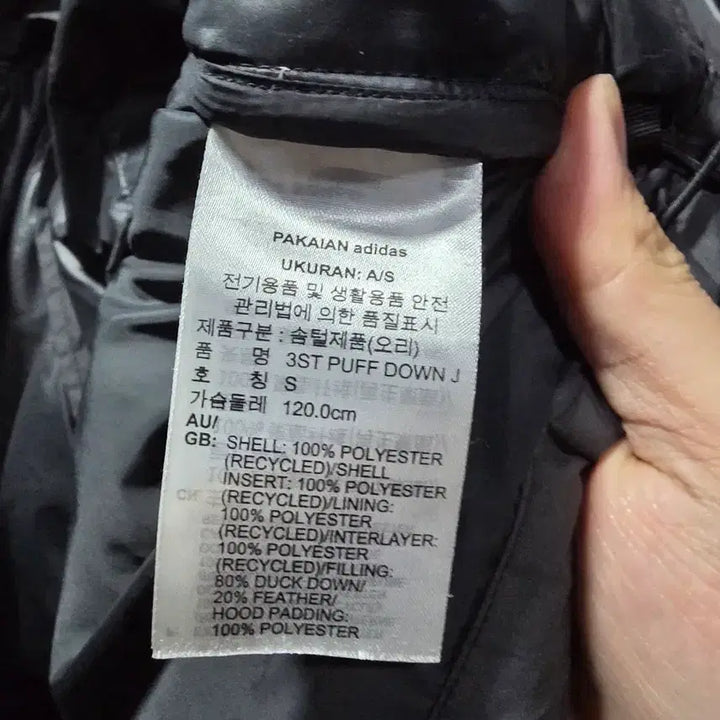 PAKAIAN adidas
UKURAN: A/S
전기용품 및 생활용품 안전
관리법에 의한 품질표시
제품구분 : 솜털제품(오리)
품 명 3ST PUFF DOWN J
호 칭 S
가슴둘레 120.0cm
AU/
GB: SHELL: 100% POLYESTER
(RECYCLED)/SHELL
INSERT: 100% POLYESTER
(RECYCLED)/LINING:
100% POLYESTER
(RECYCLED)/INTERLAYER:
100% POLYESTER
(RECYCLED)/FILLING:
80% DUCK DOWN/
20% FEATHER/
HOOD PADDING:
100% POLYESTER